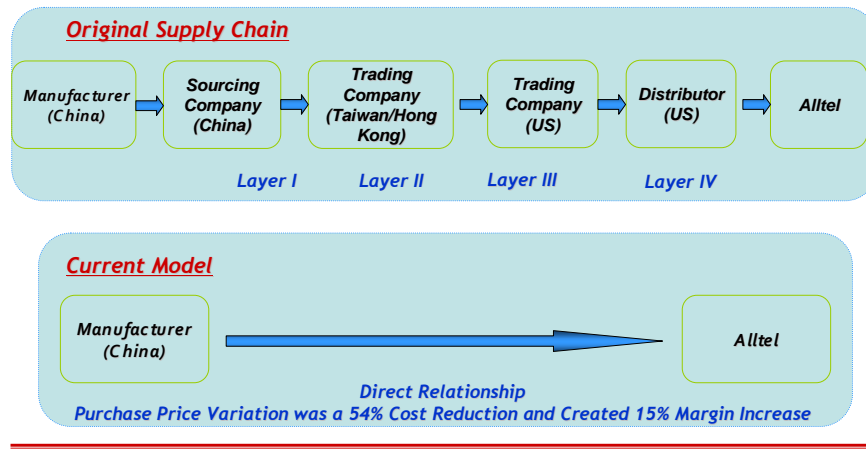 Original Supply Chain
Manufacturer
(China)
Sourcing
Company
(China)
Trading
Company
(Taiwan/Hong
Kong)
Trading
Company
(US)
Distributor
(US)
Alltel
Layer I
Layer II
Layer III
Layer IV
Current Model
Manufacturer
(China)
Alltel
Direct Relationship
Purchase Price Variation was a 54% Cost Reduction and Created 15% Margin Increase